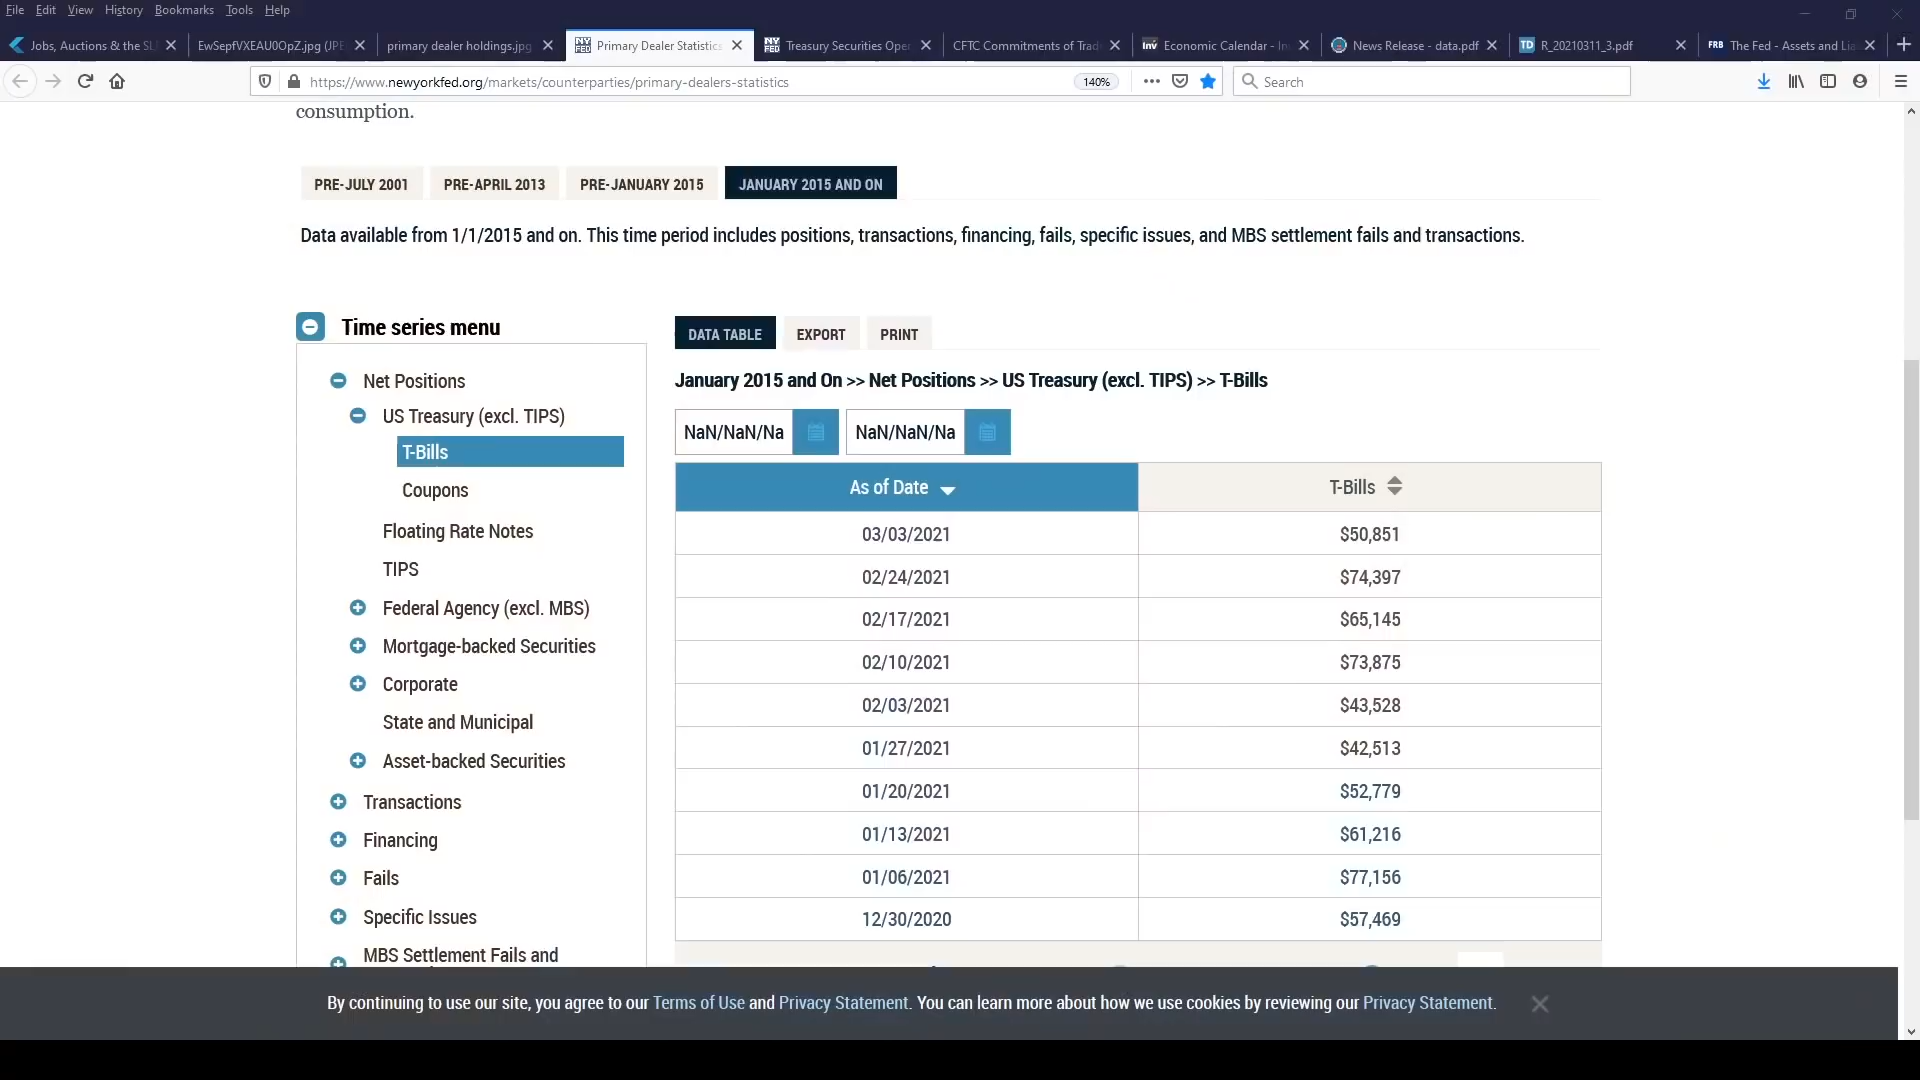 File Edit View History Bookmarks Tools Help
Jobs, Auctions & the SL
EwSepfVXEAU0OpZ.jpg (JPE
primary dealer holdings.jpg
Primary Dealer Statistics
Treasury Securities Oper
CFTC Commitments of Trad
Economic Calendar - In
News Release - data.pdf
R_20210311_3.pdf
The Fed - Assets and Lia
https://www.newyorkfed.org/markets/counterparties/primary-dealers-statistics
140%
Search
consumption.
PRE-JULY 2001
PRE-APRIL 2013
PRE-JANUARY 2015
JANUARY 2015 AND ON
Data available from 1/1/2015 and on. This time period includes positions, transactions, financing, fails, specific issues, and MBS settlement fails and transactions.
Time series menu
Net Positions
US Treasury (excl. TIPS)
T-Bills
Coupons
Floating Rate Notes
TIPS
Federal Agency (excl. MBS)
Mortgage-backed Securities
Corporate
State and Municipal
Asset-backed Securities
Transactions
Financing
Fails
Specific Issues
MBS Settlement Fails and
DATA TABLE
EXPORT
PRINT
January 2015 and On >> Net Positions >> US Treasury (excl. TIPS) >> T-Bills
NaN/NaN/Na
NaN/NaN/Na
As of Date T-Bills
03/03/2021 $50,851
02/24/2021 $74,397
02/17/2021 $65,145
02/10/2021 $73,875
02/03/2021 $43,528
01/27/2021 $42,513
01/20/2021 $52,779
01/13/2021 $61,216
01/06/2021 $77,156
12/30/2020 $57,469
By continuing to use our site, you agree to our Terms of Use and Privacy Statement. You can learn more about how we use cookies by reviewing our Privacy Statement.